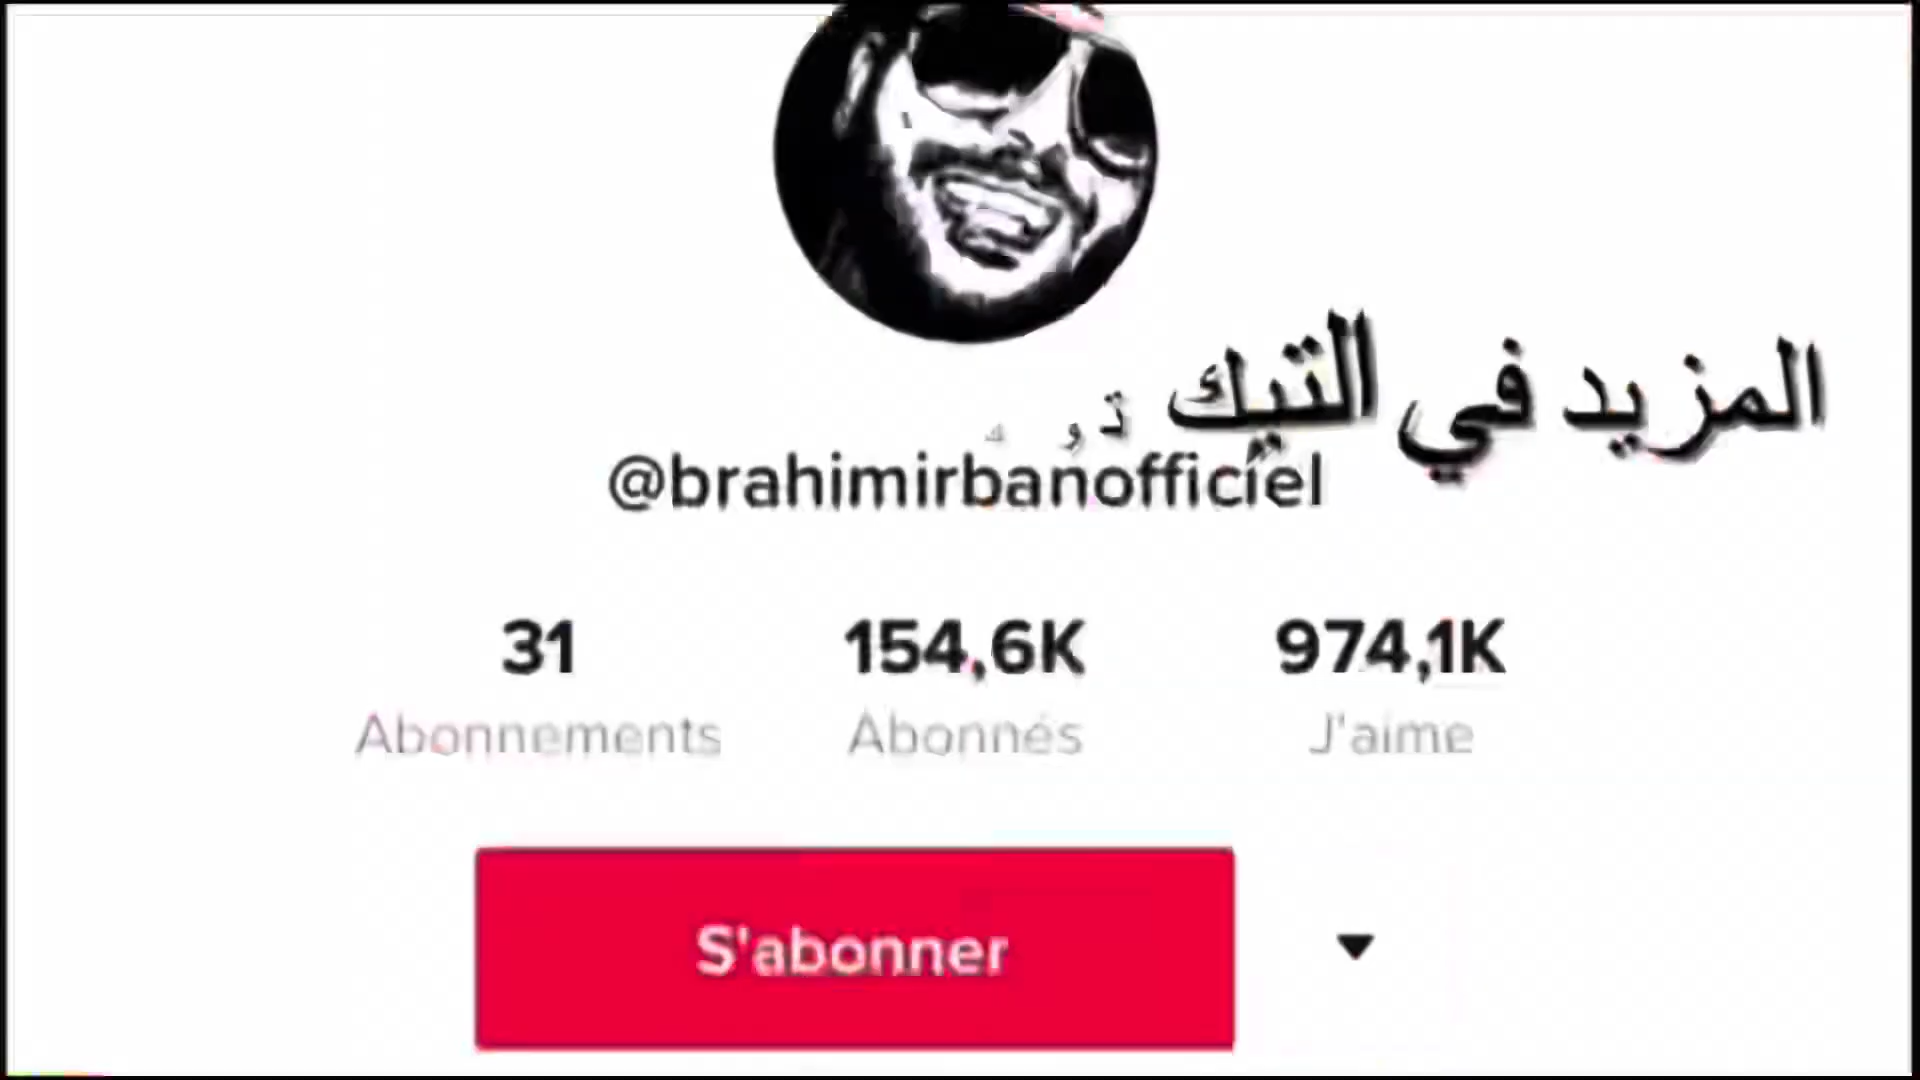 المزيد في التيك
@brahimirbanofficiel
31 154,6K 974,1K
Abonnements Abonnés J'aime
S'abonner